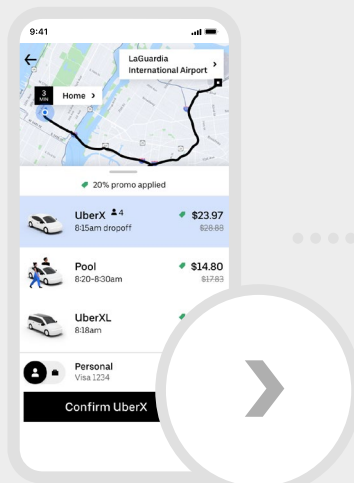 9:41
LaGuardia
International Airport
3
MIN
Home
20% promo applied
UberX 4
$23.97
8:15am dropoff
$28.88
Pool
$14.80
8:20-8:30am
$17.83
UberXL
8:18am
Personal
Visa 1234
Confirm UberX